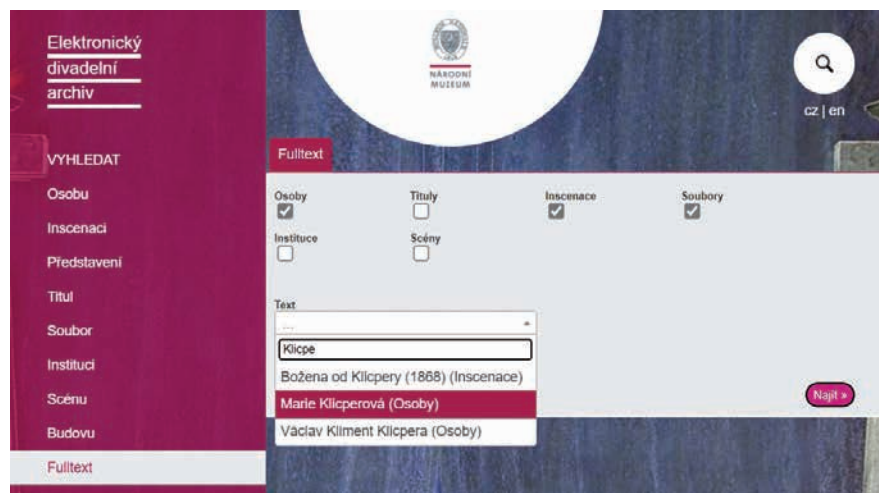 Elektronický
divadelní
archiv
NÁRODNÍ
MUZEUM
cz | en
VYHLEDAT
Osobu
Inscenaci
Představení
Titul
Soubor
Instituci
Scénu
Budovu
Fulltext
Fulltext
Osoby Tituly Inscenace Soubory
Instituce Scény
Text
...
Klicpe
Božena od Klicpery (1868) (Inscenace)
Marie Klicperová (Osoby)
Václav Kliment Klicpera (Osoby)
Najít »